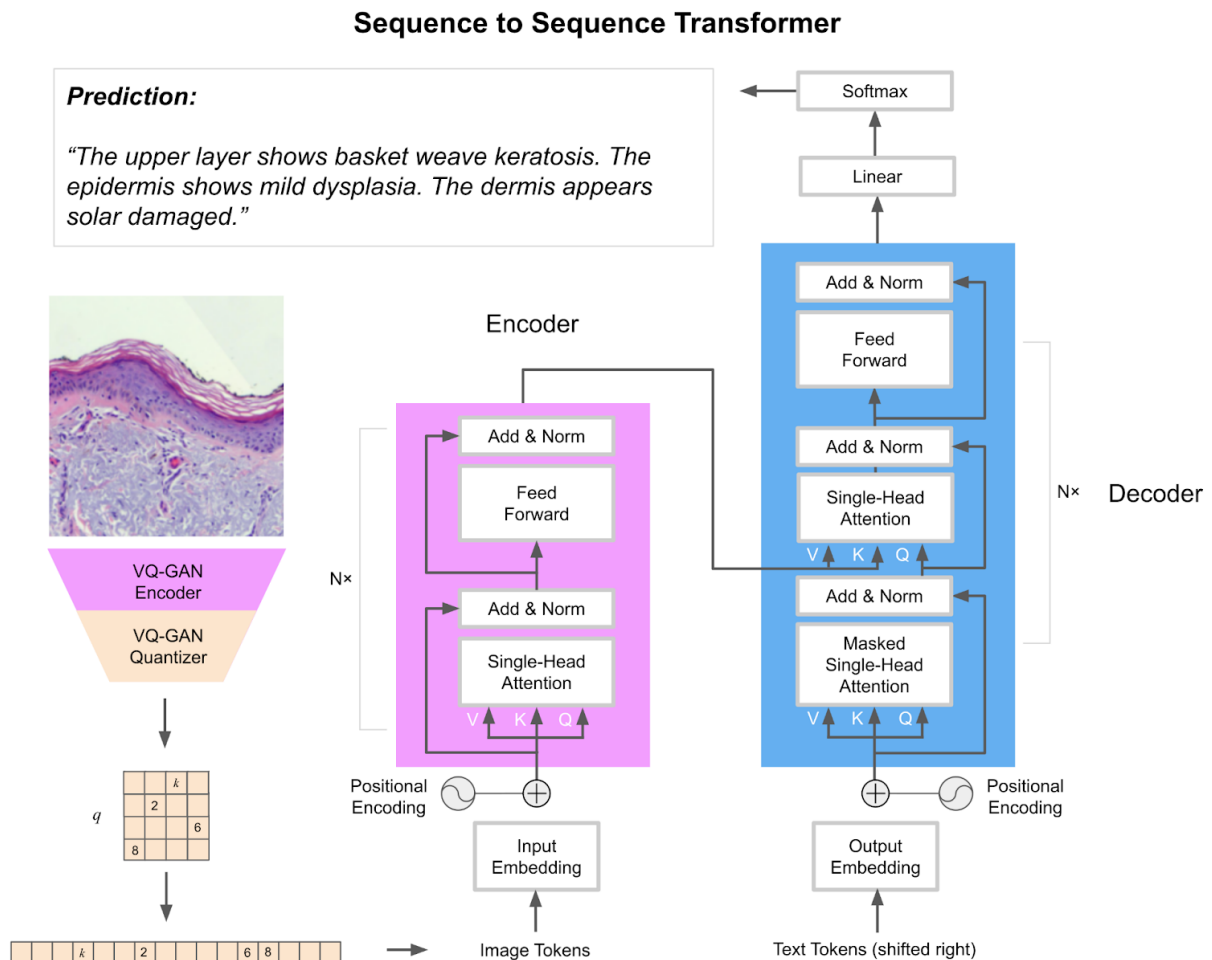 Sequence to Sequence Transformer
Prediction:
“The upper layer shows basket weave keratosis. The
epidermis shows mild dysplasia. The dermis appears
solar damaged.”
Softmax
Linear
Encoder
Add & Norm
Feed
Forward
Add & Norm
Single-Head
Attention
V K Q
N×
Positional
Encoding
Input
Embedding
Image Tokens
Decoder
Add & Norm
Feed
Forward
Add & Norm
Single-Head
Attention
V K Q
Add & Norm
Masked
Single-Head
Attention
V K Q
N×
Positional
Encoding
Output
Embedding
Text Tokens (shifted right)
VQ-GAN
Encoder
VQ-GAN
Quantizer
q
k
2
6
8
k 2 6 8